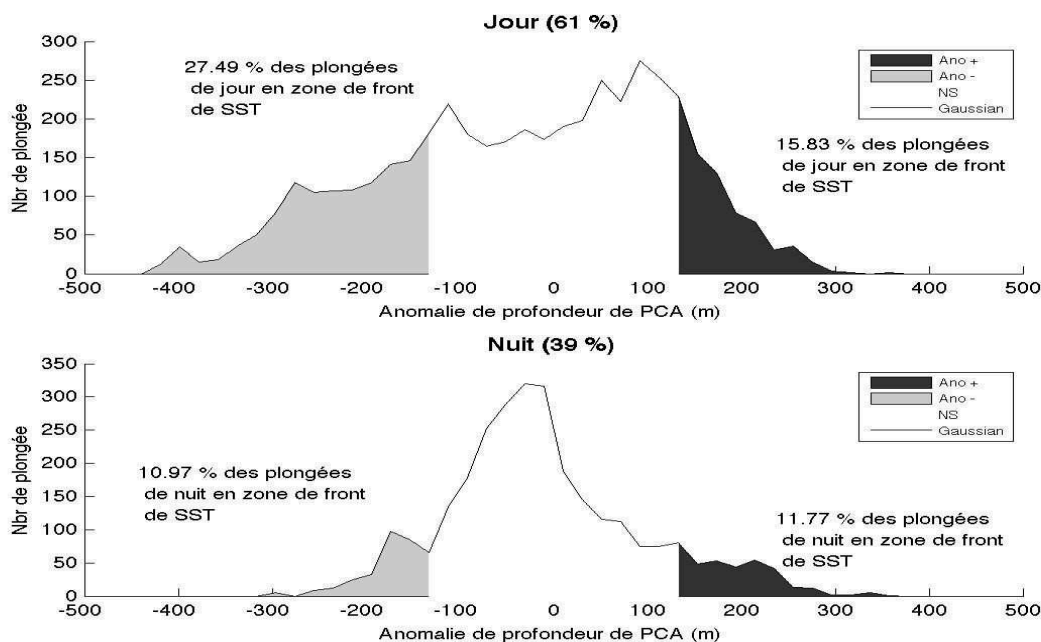 Jour (61 %)
300
250
200
150
100
50
0
Nbr de plongée
27.49 % des plongées
de jour en zone de front
de SST
Ano +
Ano -
NS
Gaussian
15.83 % des plongées
de jour en zone de front
de SST
-500 -400 -300 -200 -100 0 100 200 300 400 500
Anomalie de profondeur de PCA (m)
Nuit (39 %)
350
300
250
200
150
100
50
0
Nbr de plongée
10.97 % des plongées
de nuit en zone de front
de SST
Ano +
Ano -
NS
Gaussian
11.77 % des plongées
de nuit en zone de front
de SST
-500 -400 -300 -200 -100 0 100 200 300 400 500
Anomalie de profondeur de PCA (m)